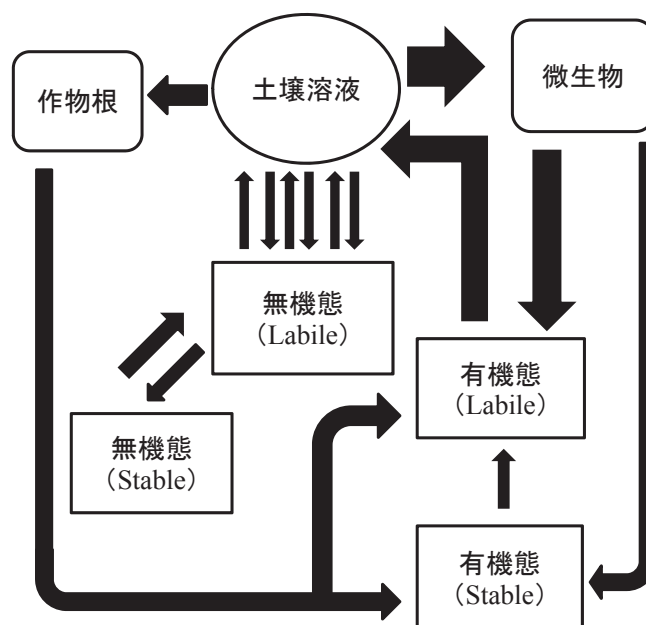 作物根
土壌溶液
微生物
無機態
（Labile）
無機態
（Stable）
有機態
（Labile）
有機態
（Stable）